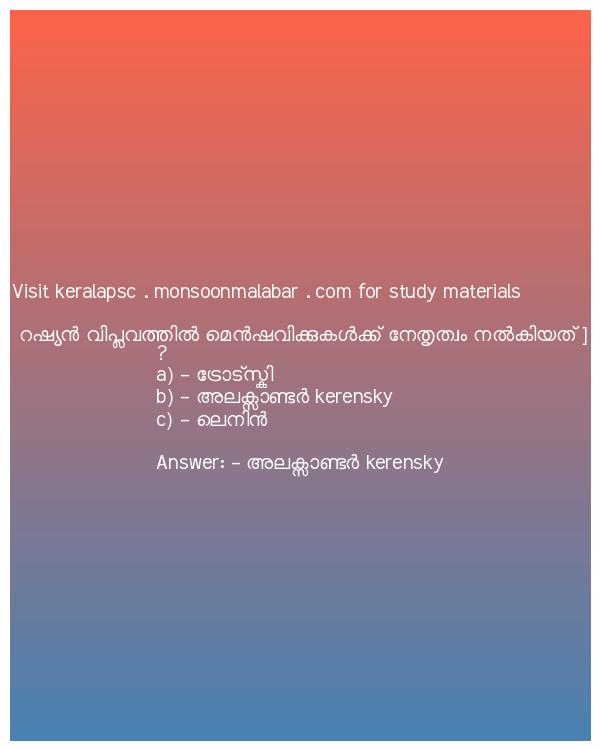 Visit keralapsc . monsoonmalabar . com for study materials
റഷ്യൻ വിപ്ലവത്തിൽ മെൻഷവിക്കുകൾക്ക് നേതൃത്വം നൽകിയത് ]
?
a) – ട്രോട്സ്കി
b) – അലക്സാണ്ടർ kerensky
c) – ലെനിൻ
Answer: – അലക്സാണ്ടർ kerensky